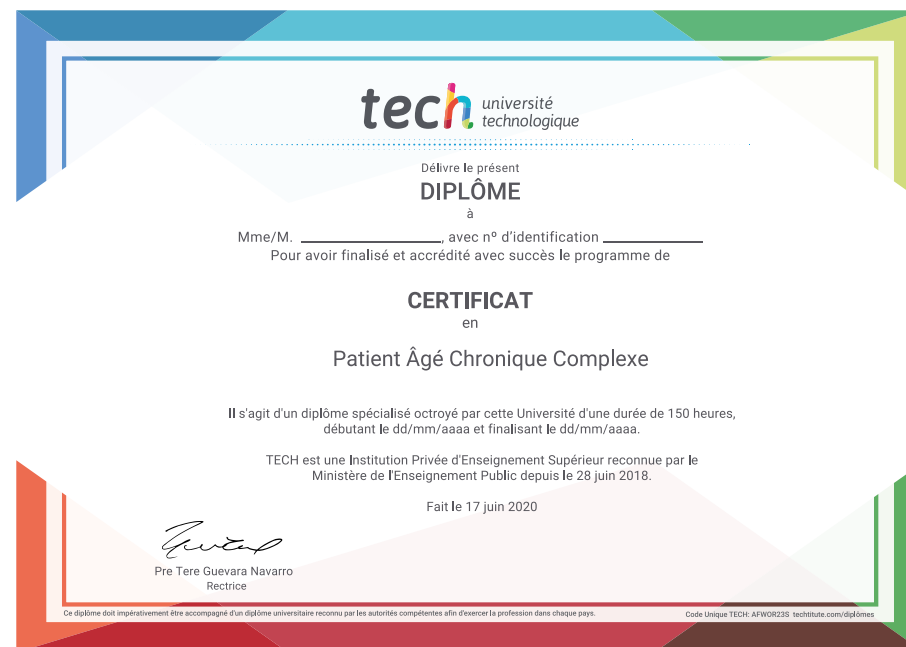 tech université
technologique
Délivre le présent
DIPLÔME
à
Mme/M. ____________________, avec nº d'identification ______________
Pour avoir finalisé et accrédité avec succès le programme de
CERTIFICAT
en
Patient Âgé Chronique Complexe
Il s'agit d'un diplôme spécialisé octroyé par cette Université d'une durée de 150 heures,
débutant le dd/mm/aaaa et finalisant le dd/mm/aaaa.
TECH est une Institution Privée d'Enseignement Supérieur reconnue par le
Ministère de l'Enseignement Public depuis le 28 juin 2018.
Fait le 17 juin 2020
Pre Tere Guevara Navarro
Rectrice
Ce diplôme doit impérativement être accompagné d'un diplôme universitaire reconnu par les autorités compétentes afin d'exercer la profession dans chaque pays.
Code Unique TECH: AFWOR23S techtitute.com/diplômes